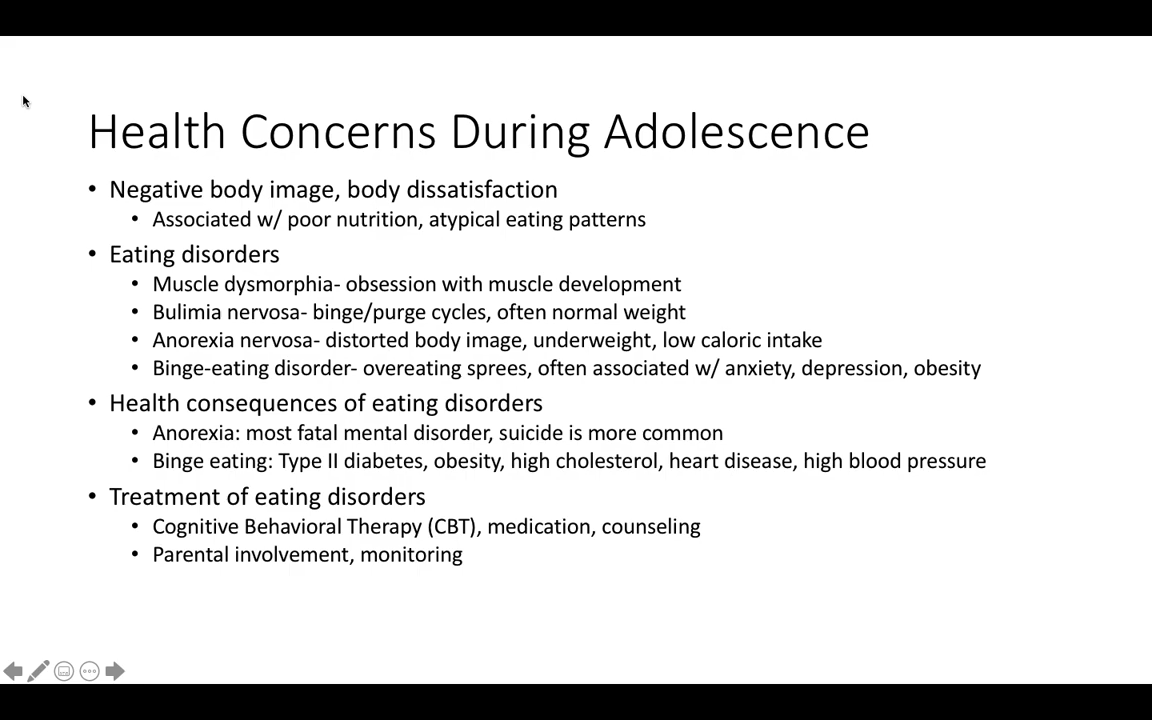 Health Concerns During Adolescence
• Negative body image, body dissatisfaction
• Associated w/ poor nutrition, atypical eating patterns
• Eating disorders
• Muscle dysmorphia- obsession with muscle development
• Bulimia nervosa- binge/purge cycles, often normal weight
• Anorexia nervosa- distorted body image, underweight, low caloric intake
• Binge-eating disorder- overeating sprees, often associated w/ anxiety, depression, obesity
• Health consequences of eating disorders
• Anorexia: most fatal mental disorder, suicide is more common
• Binge eating: Type II diabetes, obesity, high cholesterol, heart disease, high blood pressure
• Treatment of eating disorders
• Cognitive Behavioral Therapy (CBT), medication, counseling
• Parental involvement, monitoring